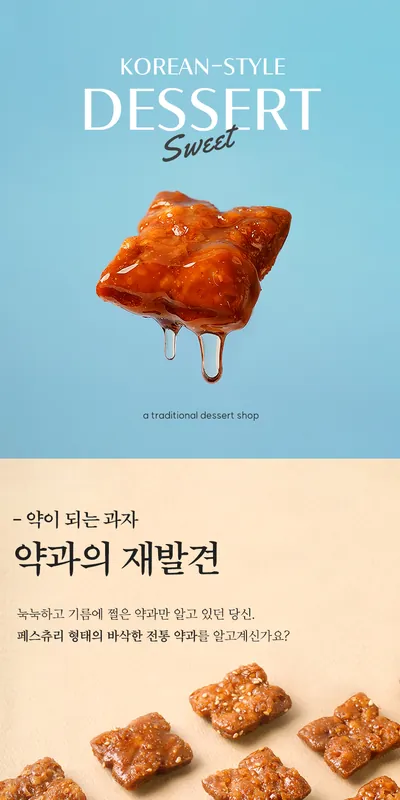 KOREAN-STYLE
DESSERT
Sweet
a traditional dessert shop
- 약이 되는 과자
약과의 재발견
눅눅하고 기름에 쩔은 약과만 알고 있던 당신.
페스츄리 형태의 바삭한 전통 약과를 알고계신가요?